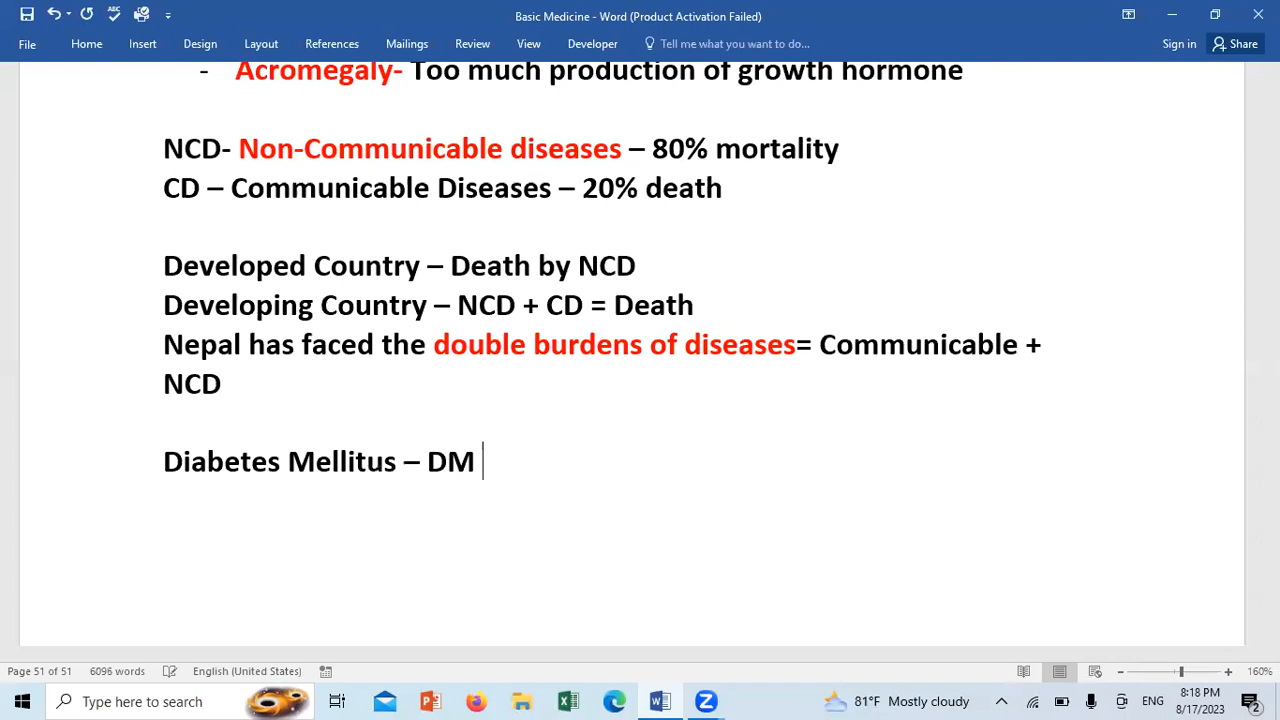 Basic Medicine - Word (Product Activation Failed)
File Home Insert Design Layout References Mailings Review View Developer Tell me what you want to do... Sign in Share
- Acromegaly- Too much production of growth hormone
NCD- Non-Communicable diseases – 80% mortality
CD – Communicable Diseases – 20% death
Developed Country – Death by NCD
Developing Country – NCD + CD = Death
Nepal has faced the double burdens of diseases= Communicable +
NCD
Diabetes Mellitus – DM
Page 51 of 51 6096 words English (United States) 160%
Type here to search 81°F Mostly cloudy ENG 8:18 PM
8/17/2023 2